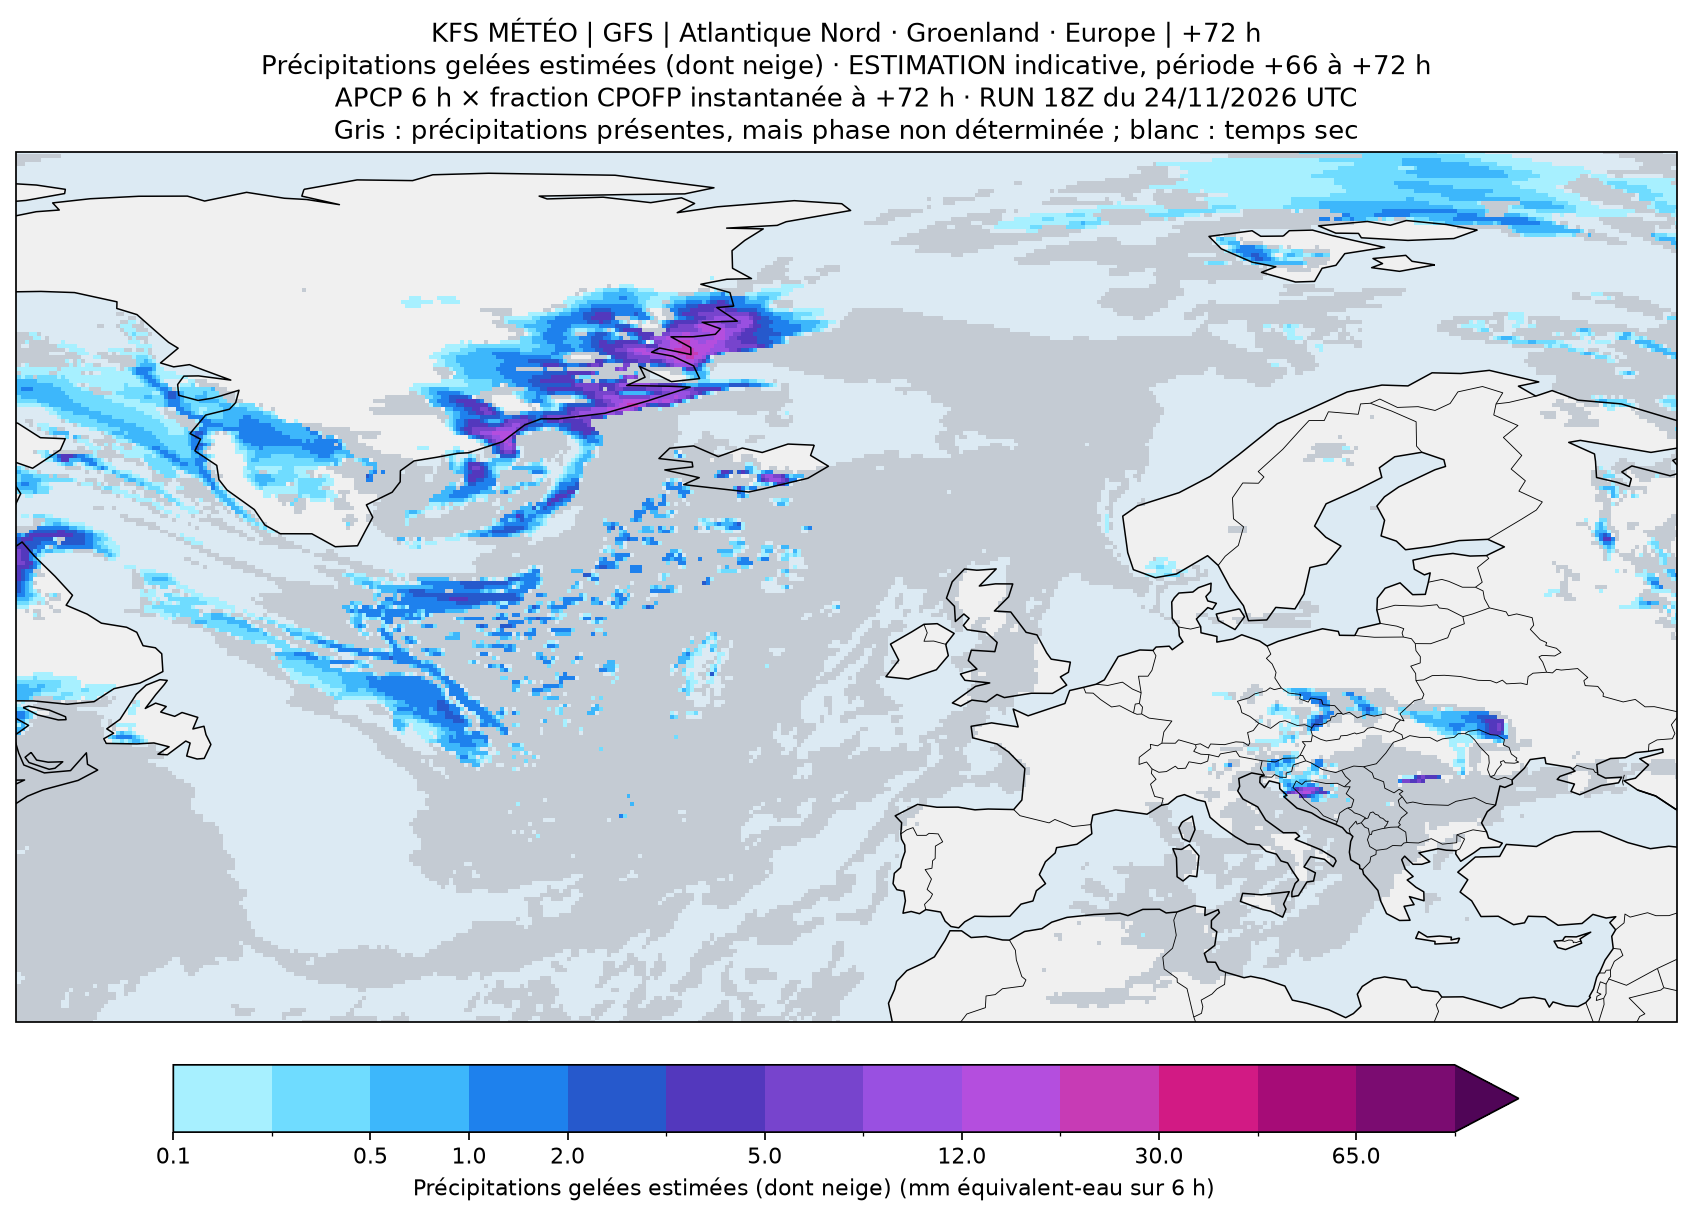 KFS MÉTÉO | GFS | Atlantique Nord · Groenland · Europe | +72 h
Précipitations gelées estimées (dont neige) · ESTIMATION indicative, période +66 à +72 h
APCP 6 h × fraction CPOFP instantanée à +72 h · RUN 18Z du 24/11/2026 UTC
Gris : précipitations présentes, mais phase non déterminée ; blanc : temps sec
0.1 0.5 1.0 2.0 5.0 12.0 30.0 65.0
Précipitations gelées estimées (dont neige) (mm équivalent-eau sur 6 h)